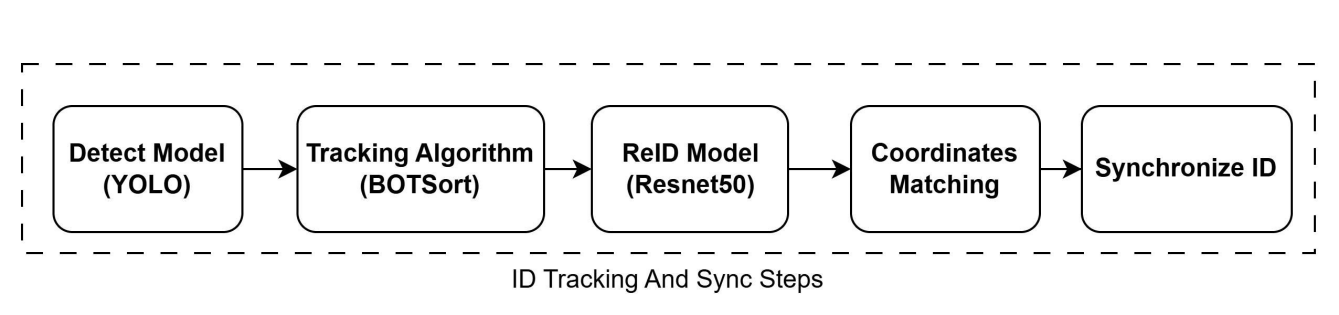 Detect Model
(YOLO)
Tracking Algorithm
(BOTSort)
ReID Model
(Resnet50)
Coordinates
Matching
Synchronize ID
ID Tracking And Sync Steps